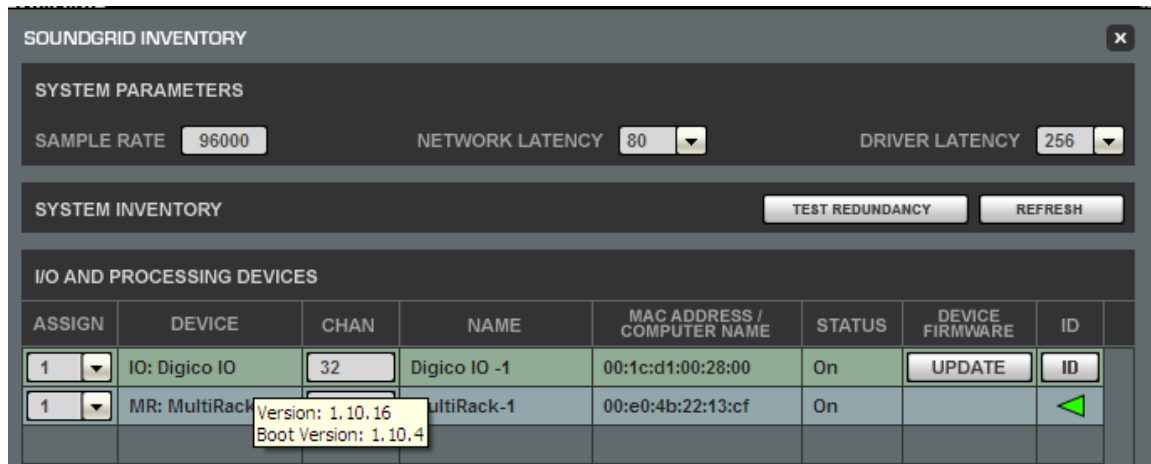 SOUNDGRID INVENTORY x
SYSTEM PARAMETERS
SAMPLE RATE 96000 NETWORK LATENCY 80 DRIVER LATENCY 256
SYSTEM INVENTORY TEST REDUNDANCY REFRESH
I/O AND PROCESSING DEVICES
ASSIGN DEVICE CHAN NAME MAC ADDRESS / COMPUTER NAME STATUS DEVICE FIRMWARE ID
1 IO: Digico IO 32 Digico IO -1 00:1c:d1:00:28:00 On UPDATE ID
1 MR: MultiRack ultiRack-1 00:e0:4b:22:13:cf On
Version: 1.10.16
Boot Version: 1.10.4